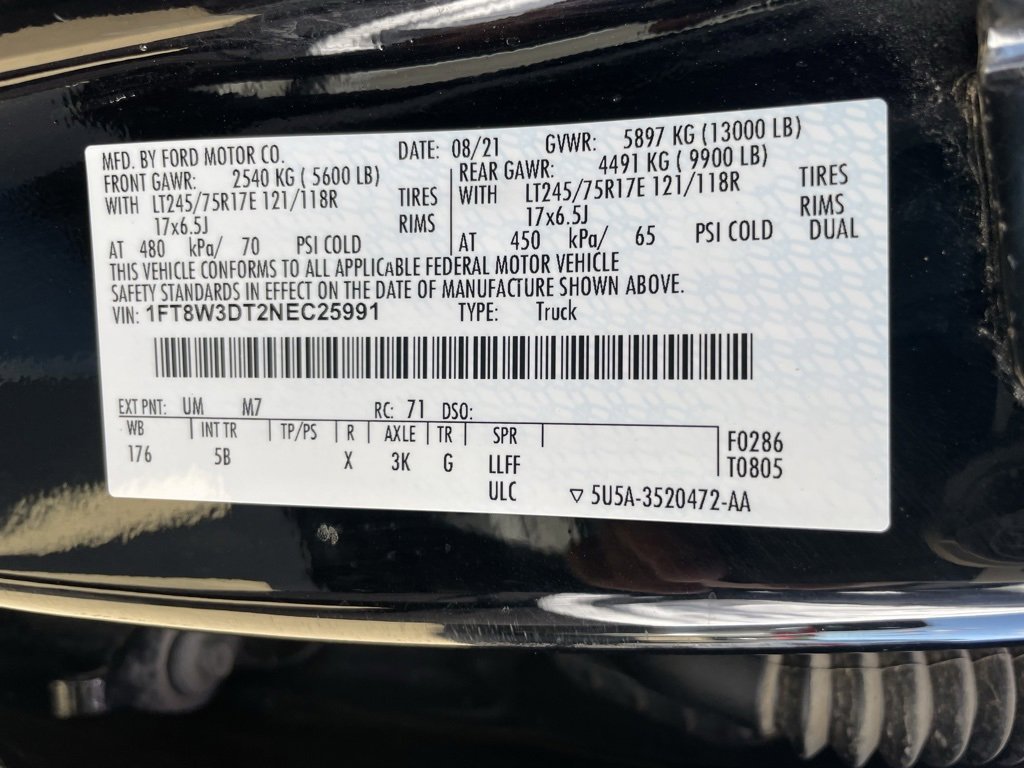 MFD. BY FORD MOTOR CO. DATE: 08/21 GVWR: 5897 KG (13000 LB)
FRONT GAWR: 2540 KG ( 5600 LB) REAR GAWR: 4491 KG ( 9900 LB)
WITH LT245/75R17E 121/118R TIRES WITH LT245/75R17E 121/118R TIRES
17x6.5J RIMS 17x6.5J RIMS
AT 480 kPa/ 70 PSI COLD AT 450 kPa/ 65 PSI COLD DUAL
THIS VEHICLE CONFORMS TO ALL APPLICABLE FEDERAL MOTOR VEHICLE
SAFETY STANDARDS IN EFFECT ON THE DATE OF MANUFACTURE SHOWN ABOVE.
VIN: 1FT8W3DT2NEC25991 TYPE: Truck
EXT PNT: UM M7 RC: 71 DSO:
WB INT TR TP/PS R AXLE TR SPR F0286
176 5B X 3K G LLFF T0805
ULC ▽ 5U5A-3520472-AA